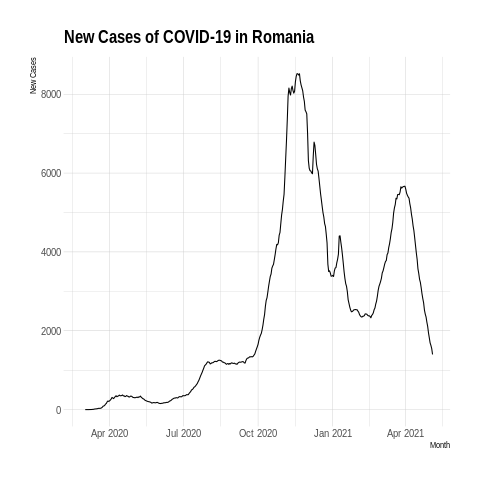 New Cases of COVID-19 in Romania
New Cases
8000
6000
4000
2000
0
Apr 2020 Jul 2020 Oct 2020 Jan 2021 Apr 2021
Month